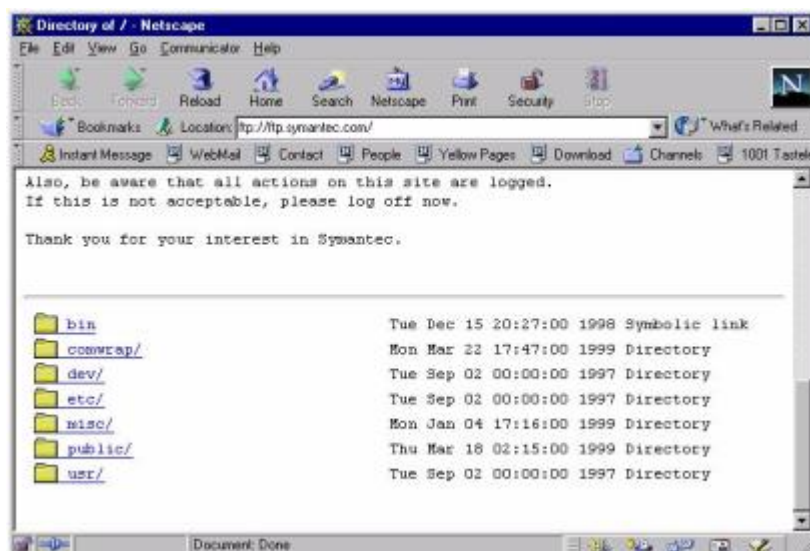 Directory of / - Netscape
File Edit View Go Communicator Help
Back Forward Reload Home Search Netscape Print Security Stop
Bookmarks Location: ftp://ftp.symantec.com/ What's Related
Instant Message WebMail Contact People Yellow Pages Download Channels 1001 Tastele
Also, be aware that all actions on this site are logged.
If this is not acceptable, please log off now.
Thank you for your interest in Symantec.
bin Tue Dec 15 20:27:00 1998 Symbolic link
comwrap/ Mon Mar 22 17:47:00 1999 Directory
dev/ Tue Sep 02 00:00:00 1997 Directory
etc/ Tue Sep 02 00:00:00 1997 Directory
misc/ Mon Jan 04 17:16:00 1999 Directory
public/ Thu Mar 18 02:15:00 1999 Directory
usr/ Tue Sep 02 00:00:00 1997 Directory
Document: Done